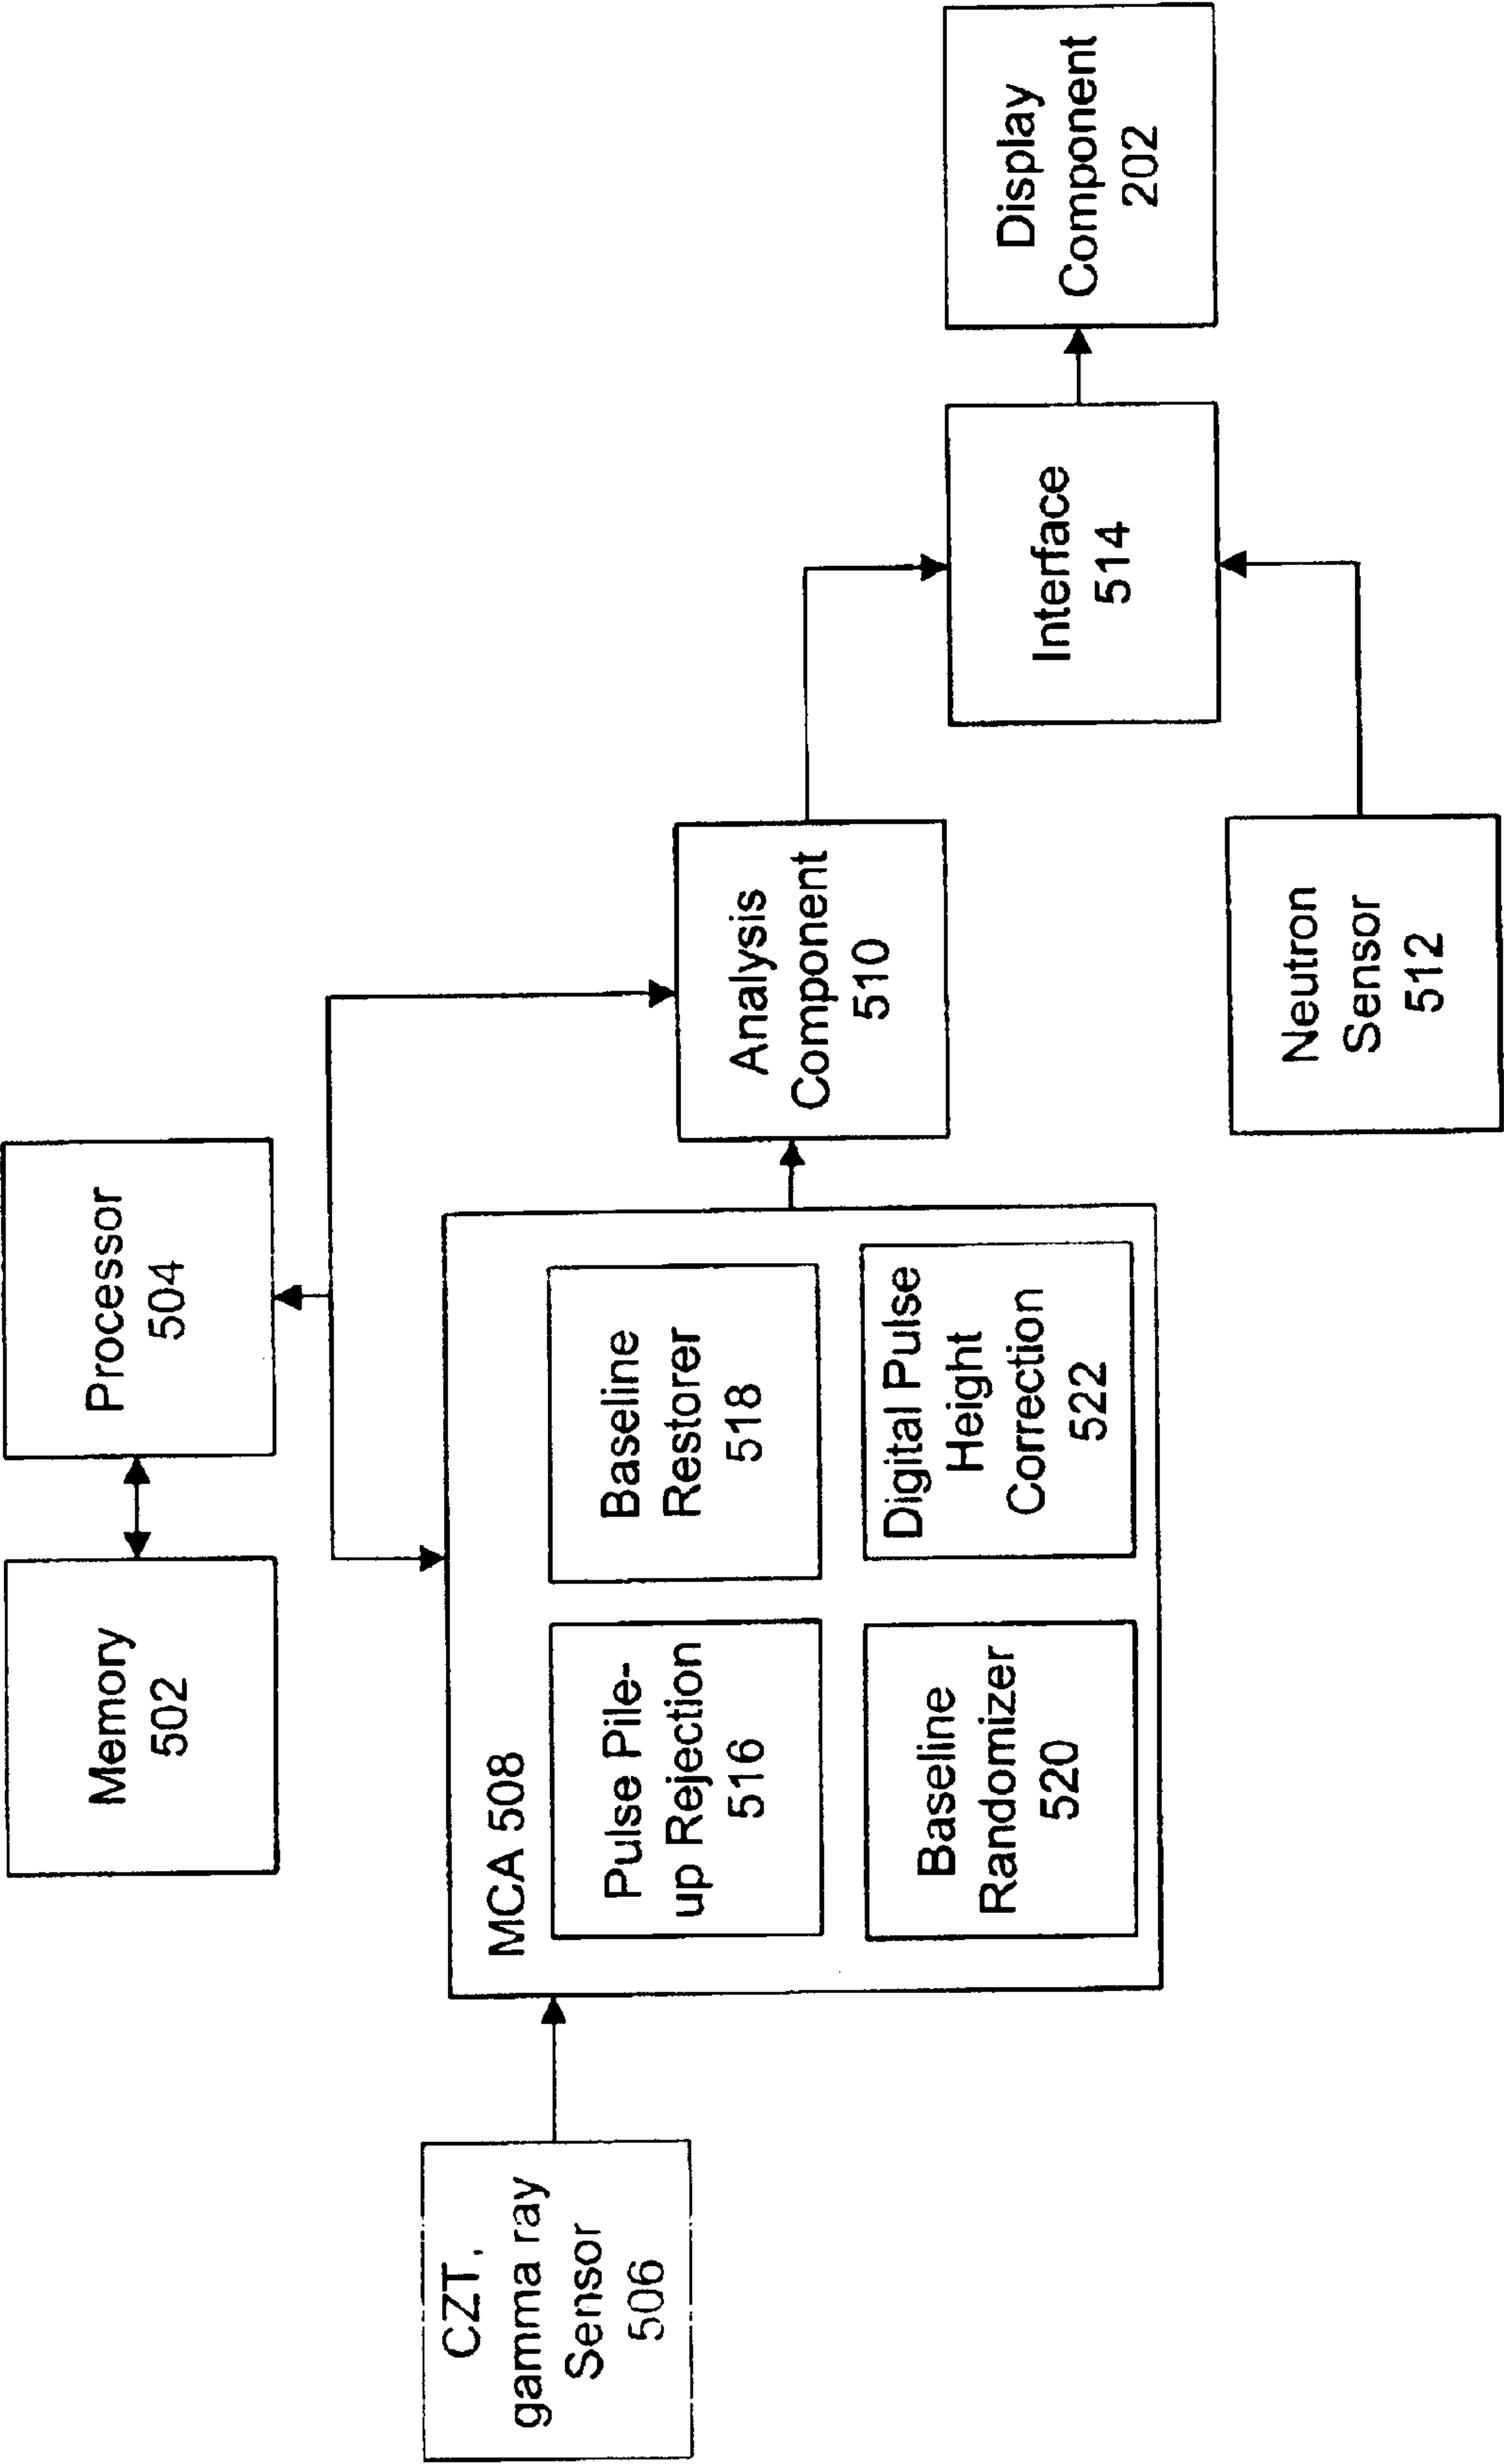 Memory
502
Processor
504
CZT,
gamma ray
Sensor
506
MCA 508
Pulse Pile-
up Rejection
516
Baseline
Restorer
518
Baseline
Randomizer
520
Digital Pulse
Height
Correction
522
Analysis
Component
510
Neutron
Sensor
512
Interface
514
Display
Component
202